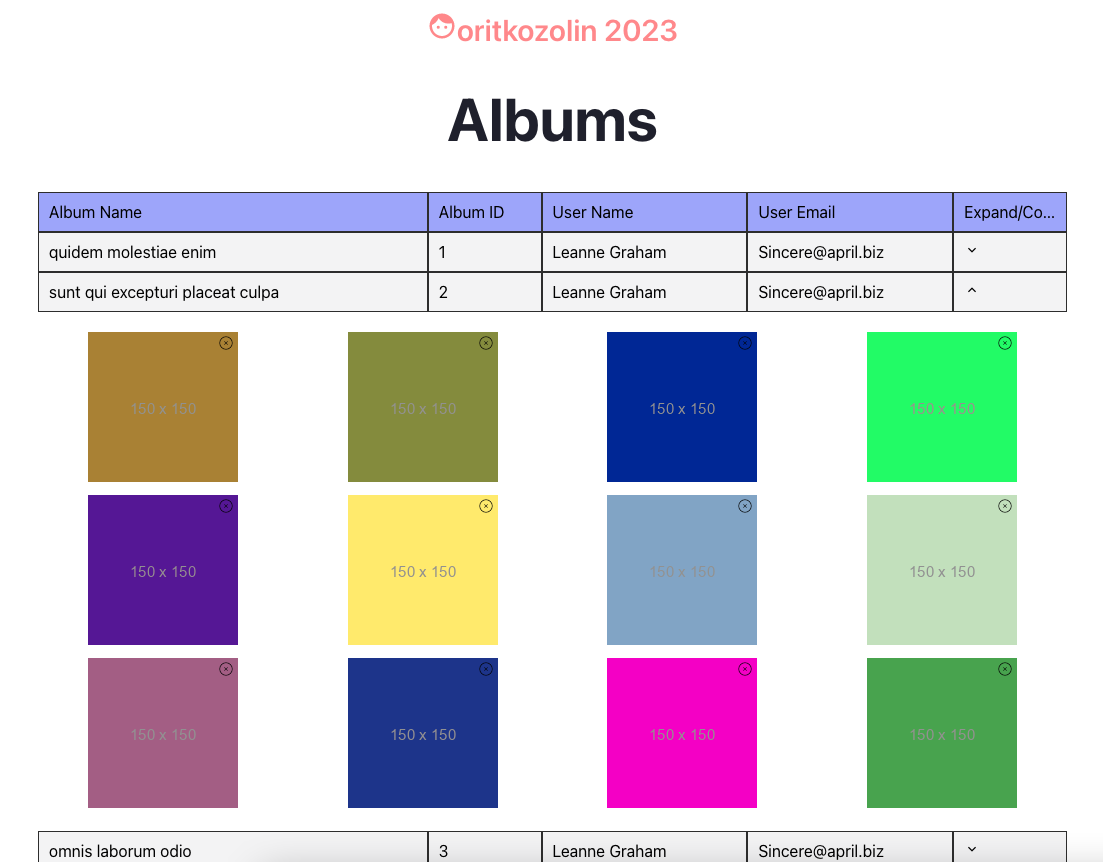 oritkozolin 2023
Albums
Album Name Album ID User Name User Email Expand/Co...
quidem molestiae enim 1 Leanne Graham Sincere@april.biz
sunt qui excepturi placeat culpa 2 Leanne Graham Sincere@april.biz
150 x 150 150 x 150 150 x 150 150 x 150
150 x 150 150 x 150 150 x 150 150 x 150
150 x 150 150 x 150 150 x 150 150 x 150
omnis laborum odio 3 Leanne Graham Sincere@april.biz